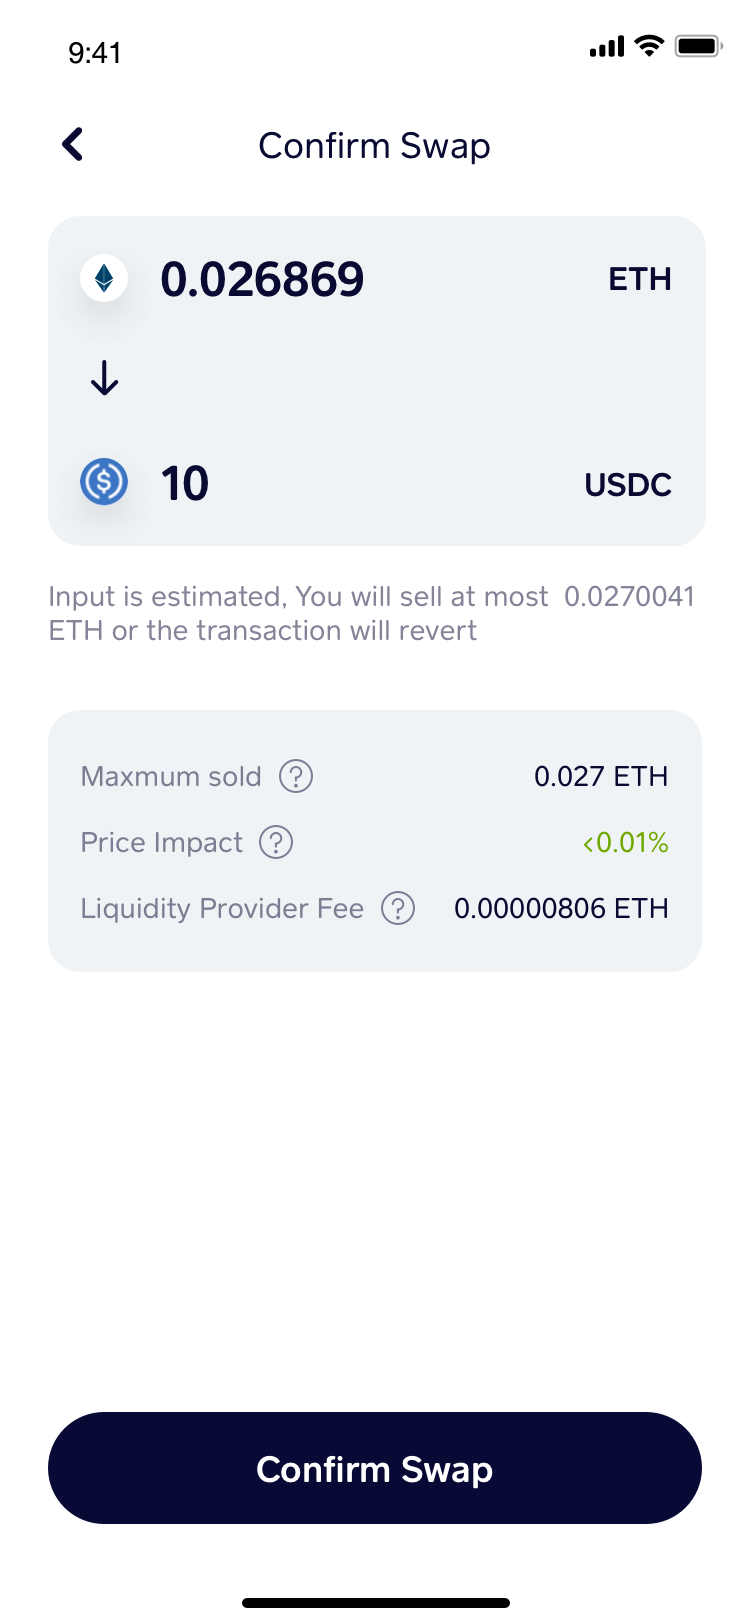 9:41
Confirm Swap
0.026869 ETH
10 USDC
Input is estimated, You will sell at most 0.0270041
ETH or the transaction will revert
Maxmum sold ? 0.027 ETH
Price Impact ? <0.01%
Liquidity Provider Fee ? 0.00000806 ETH
Confirm Swap